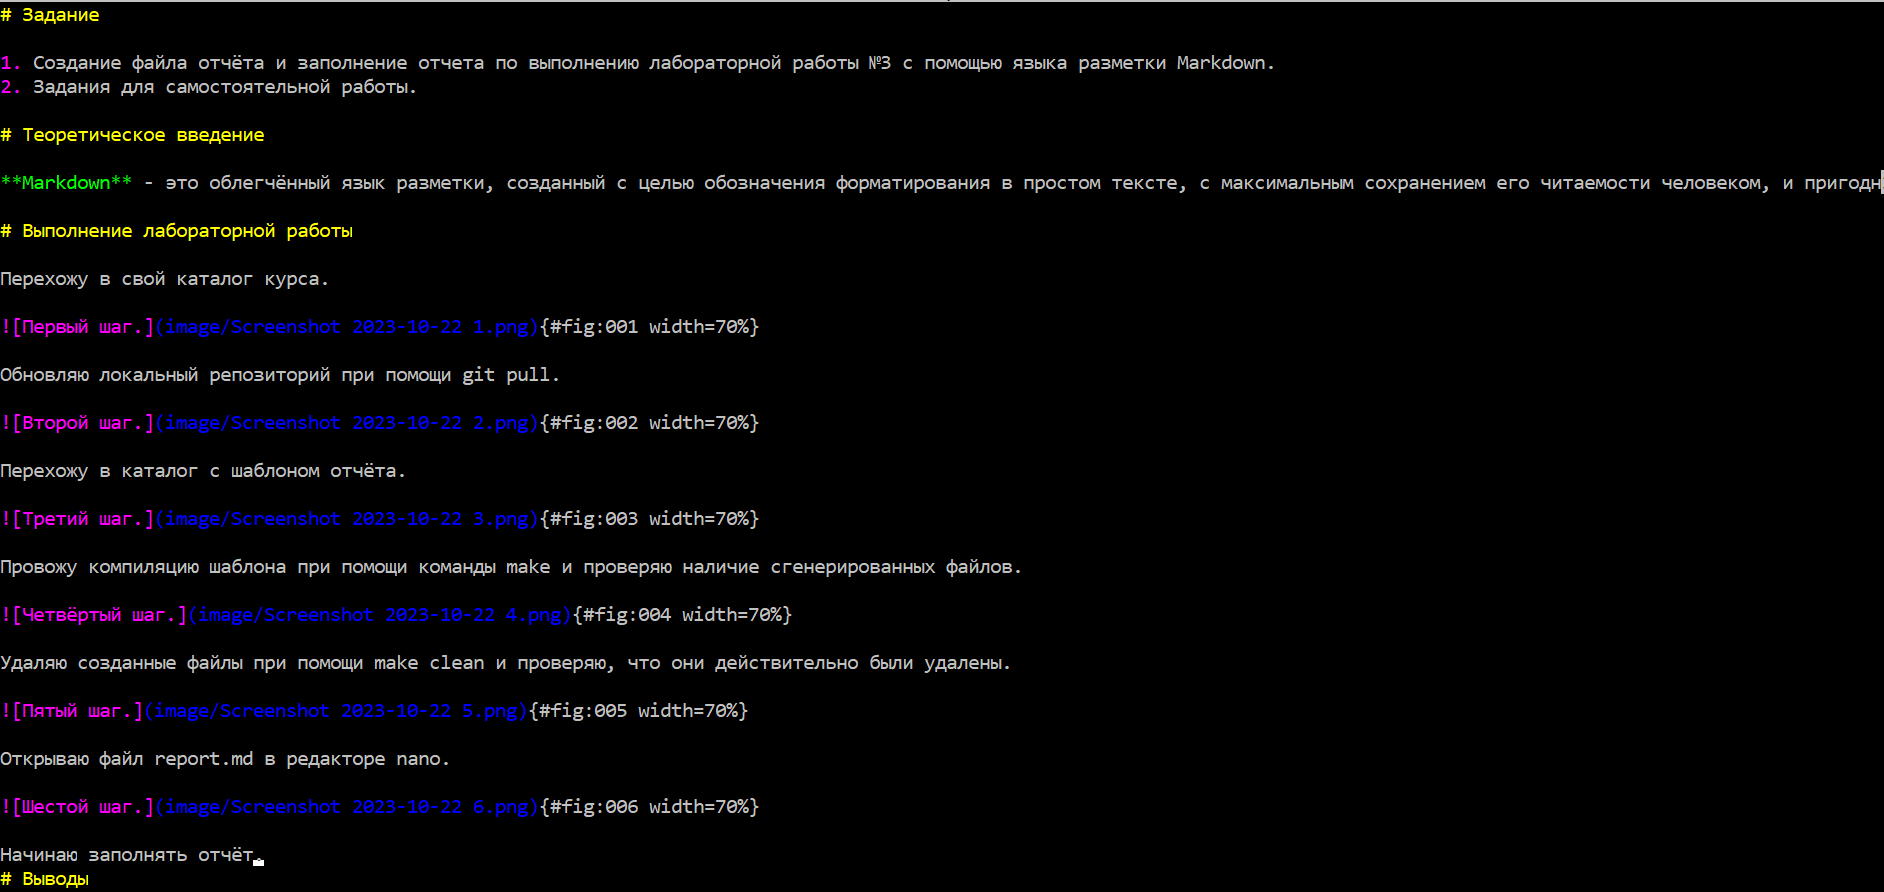 # Задание
1. Создание файла отчёта и заполнение отчета по выполнению лабораторной работы №3 с помощью языка разметки Markdown.
2. Задания для самостоятельной работы.
# Теоретическое введение
**Markdown** - это облегчённый язык разметки, созданный с целью обозначения форматирования в простом тексте, с максимальным сохранением его читаемости человеком, и пригодн
# Выполнение лабораторной работы
Перехожу в свой каталог курса.
![Первый шаг.](image/Screenshot 2023-10-22 1.png){#fig:001 width=70%}
Обновляю локальный репозиторий при помощи git pull.
![Второй шаг.](image/Screenshot 2023-10-22 2.png){#fig:002 width=70%}
Перехожу в каталог с шаблоном отчёта.
![Третий шаг.](image/Screenshot 2023-10-22 3.png){#fig:003 width=70%}
Провожу компиляцию шаблона при помощи команды make и проверяю наличие сгенерированных файлов.
![Четвёртый шаг.](image/Screenshot 2023-10-22 4.png){#fig:004 width=70%}
Удаляю созданные файлы при помощи make clean и проверяю, что они действительно были удалены.
![Пятый шаг.](image/Screenshot 2023-10-22 5.png){#fig:005 width=70%}
Открываю файл report.md в редакторе nano.
![Шестой шаг.](image/Screenshot 2023-10-22 6.png){#fig:006 width=70%}
Начинаю заполнять отчёт.
# Выводы